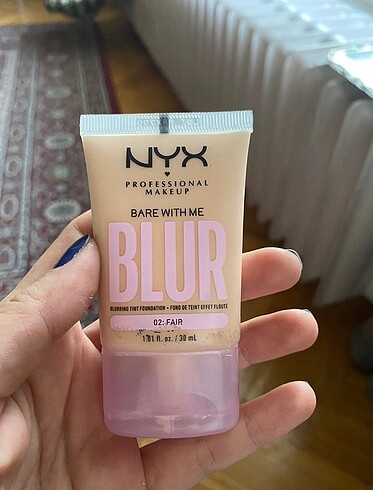 NYX
PROFESSIONAL
MAKEUP
BARE WITH ME
BLUR
BLURRING TINT FOUNDATION • FOND DE TEINT EFFET FLOUTÉ
02: FAIR
1.01 fl. oz. / 30 mL